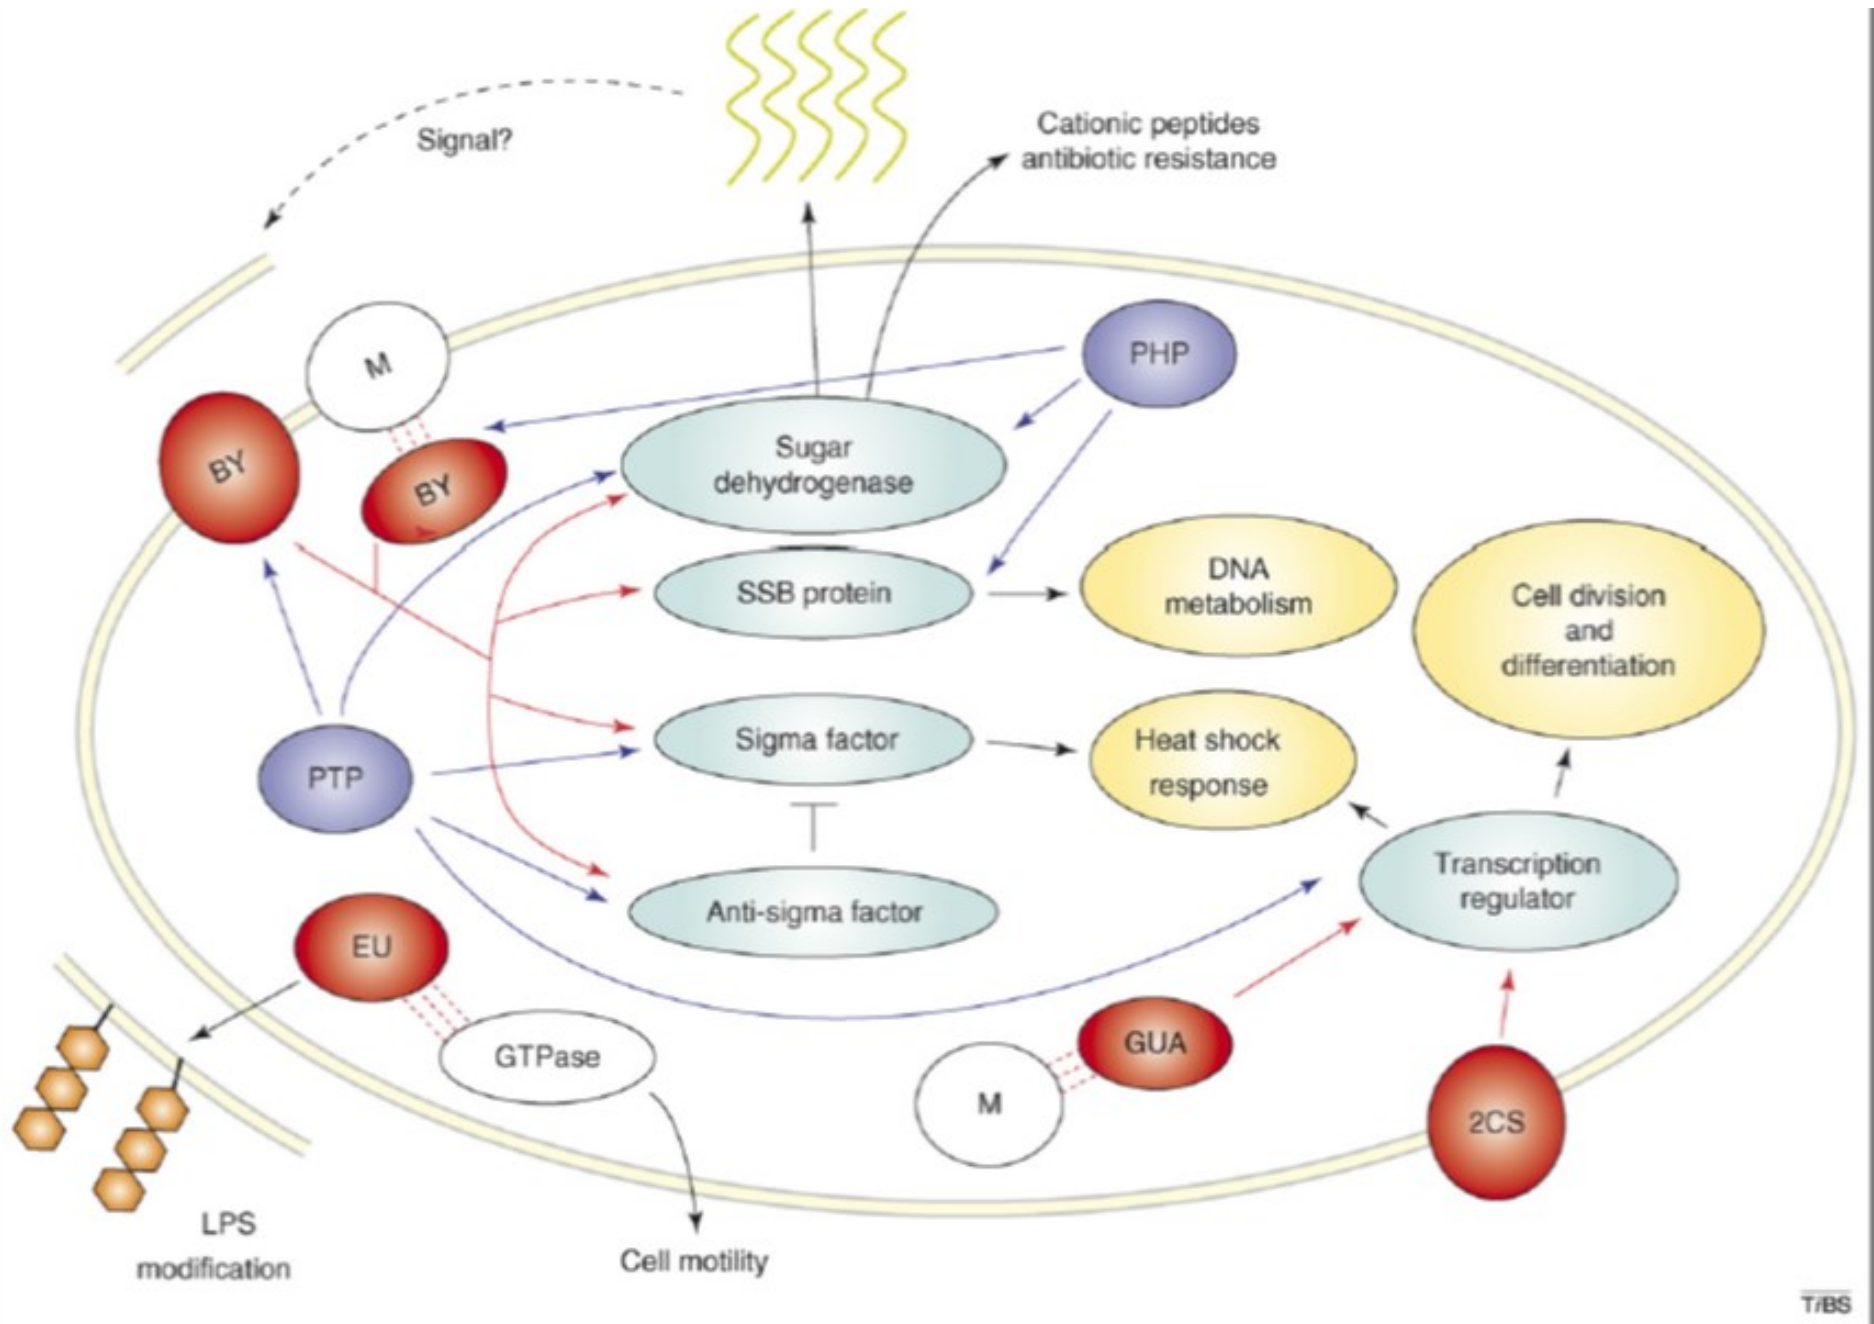 Signal?
Cationic peptides
antibiotic resistance
M
PHP
BY
BY
Sugar
dehydrogenase
SSB protein
DNA
metabolism
Cell division
and
differentiation
Sigma factor
Heat shock
response
PTP
Transcription
regulator
Anti-sigma factor
EU
GTPase
GUA
M
2CS
LPS
modification
Cell motility
TiBS